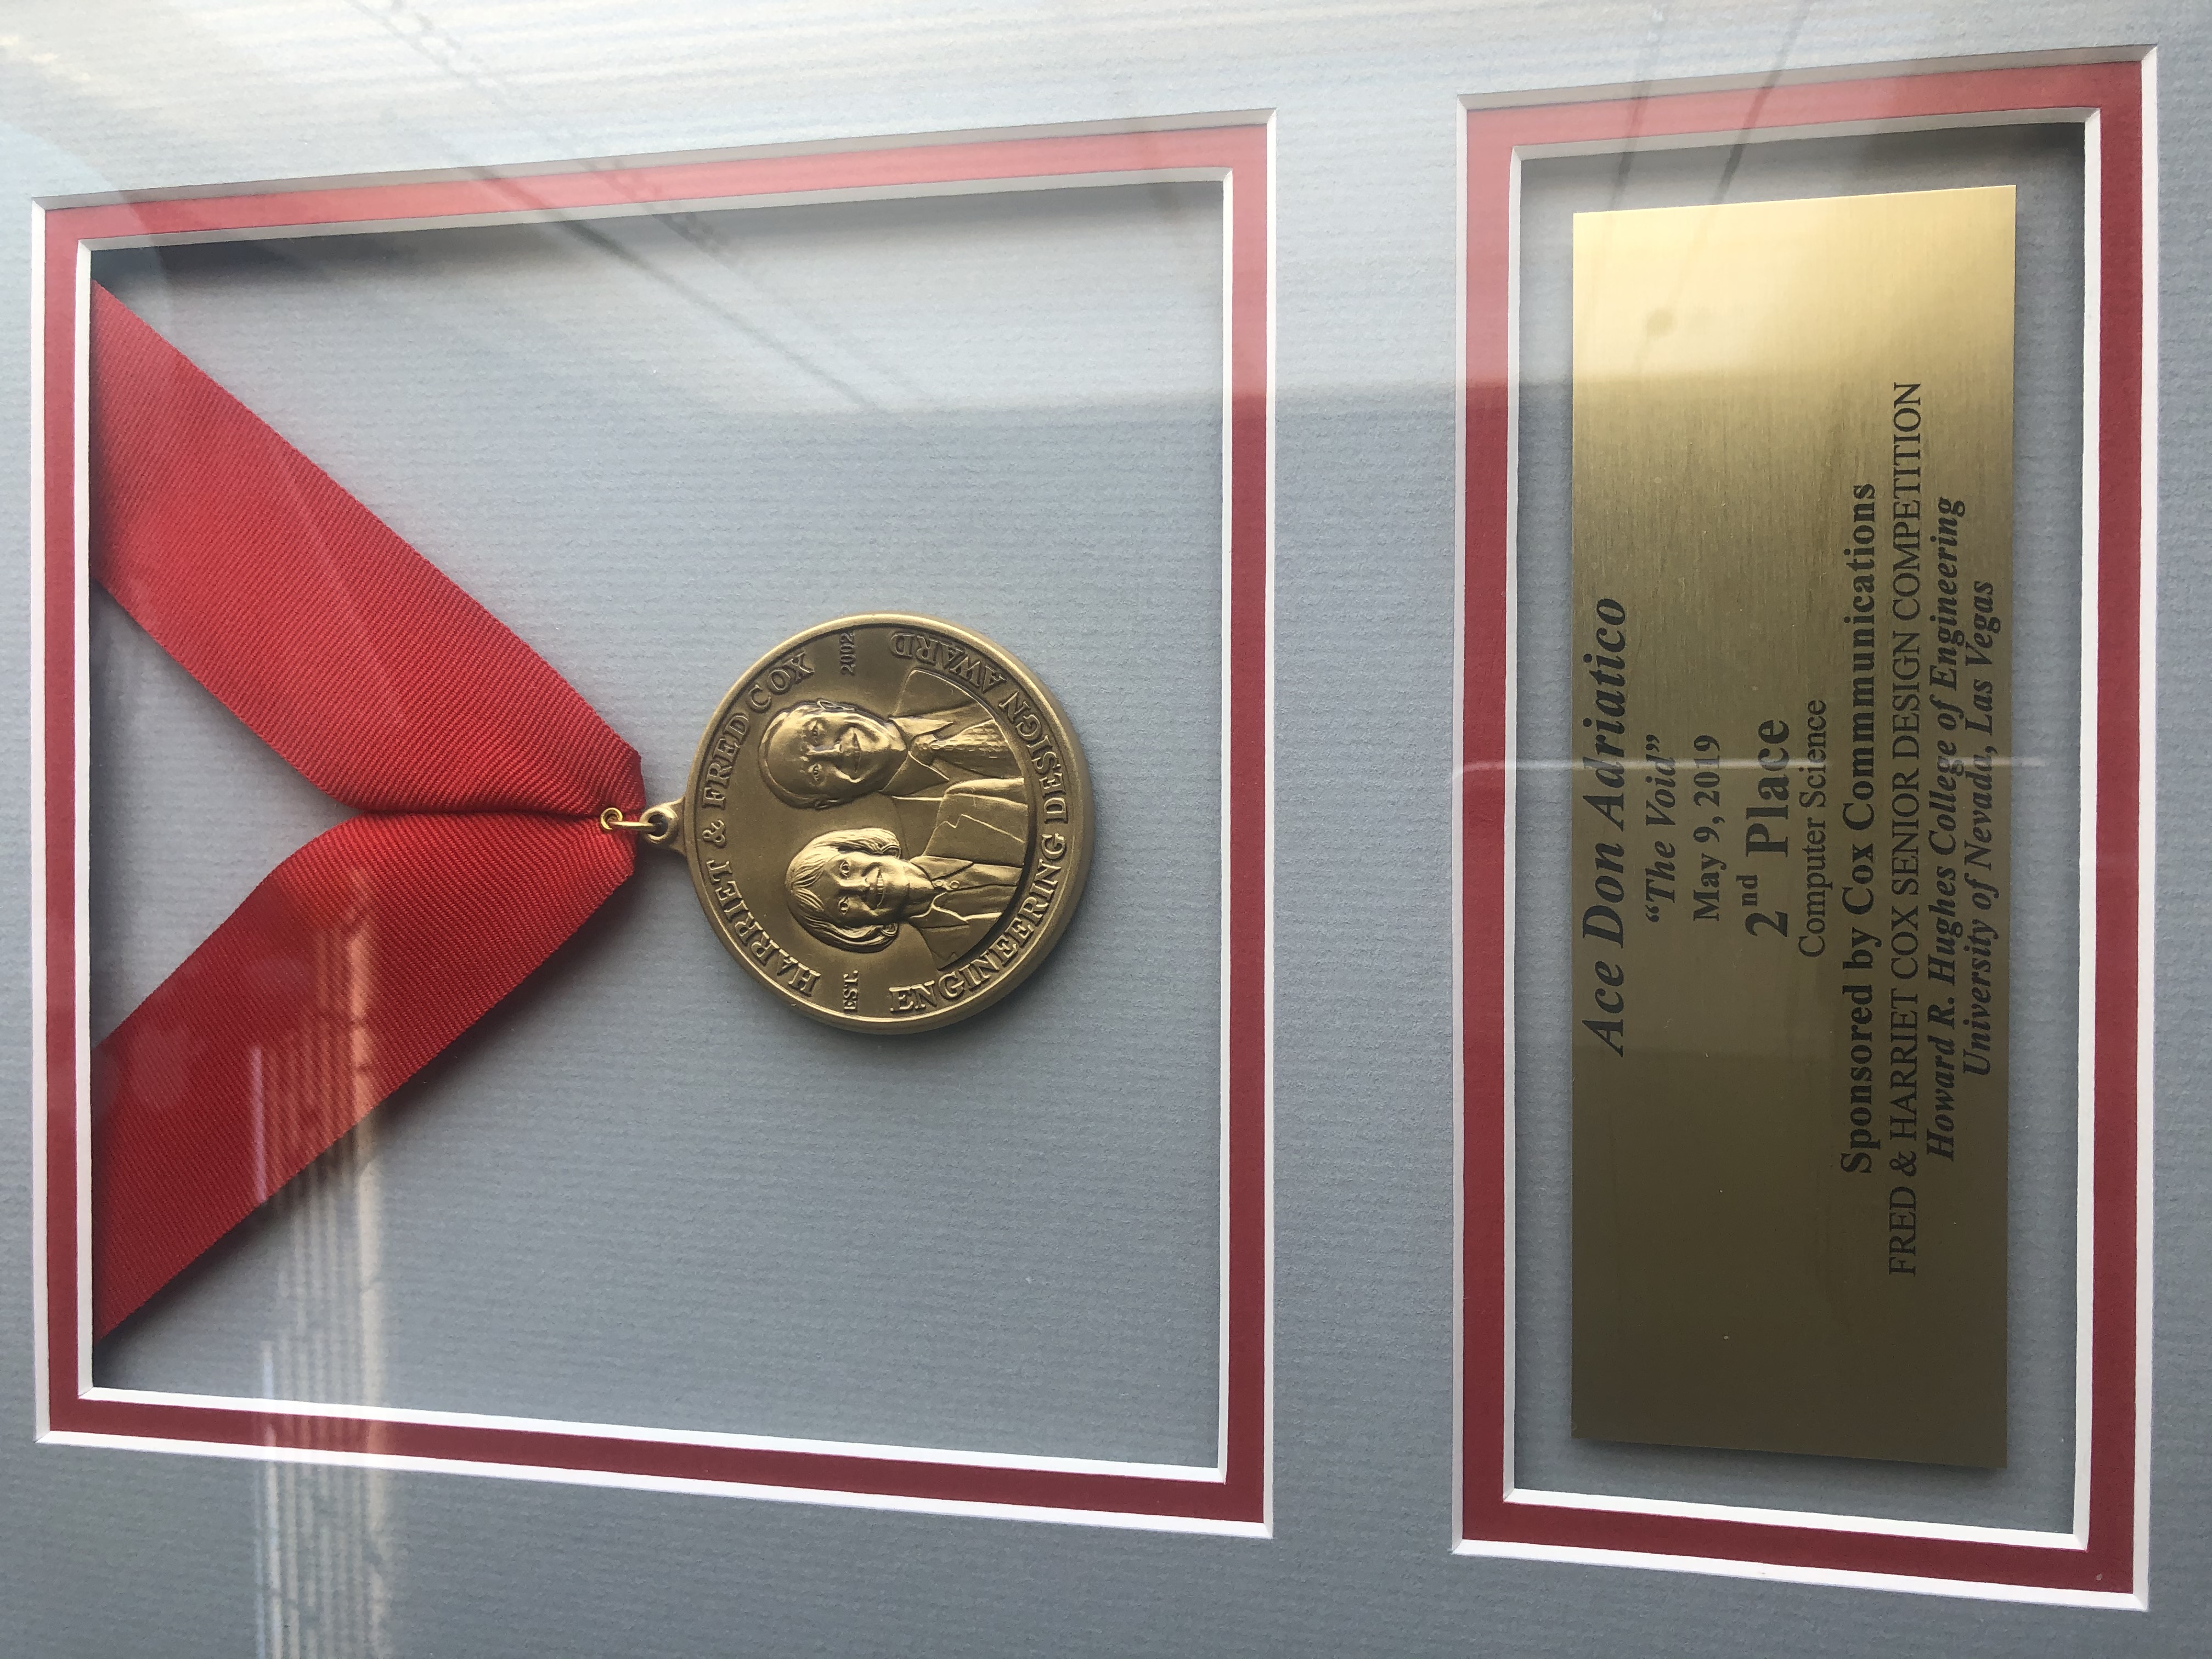 HARRIET & FRED COX
EST. 2002
ENGINEERING DESIGN AWARD
Ace Don Adriatico
“The Void”
May 9, 2019
2nd Place
Computer Science
Sponsored by Cox Commmunications
FRED & HARRIET COX SENIOR DESIGN COMPETITION
Howard R. Hughes College of Engineering
University of Nevada, Las Vegas